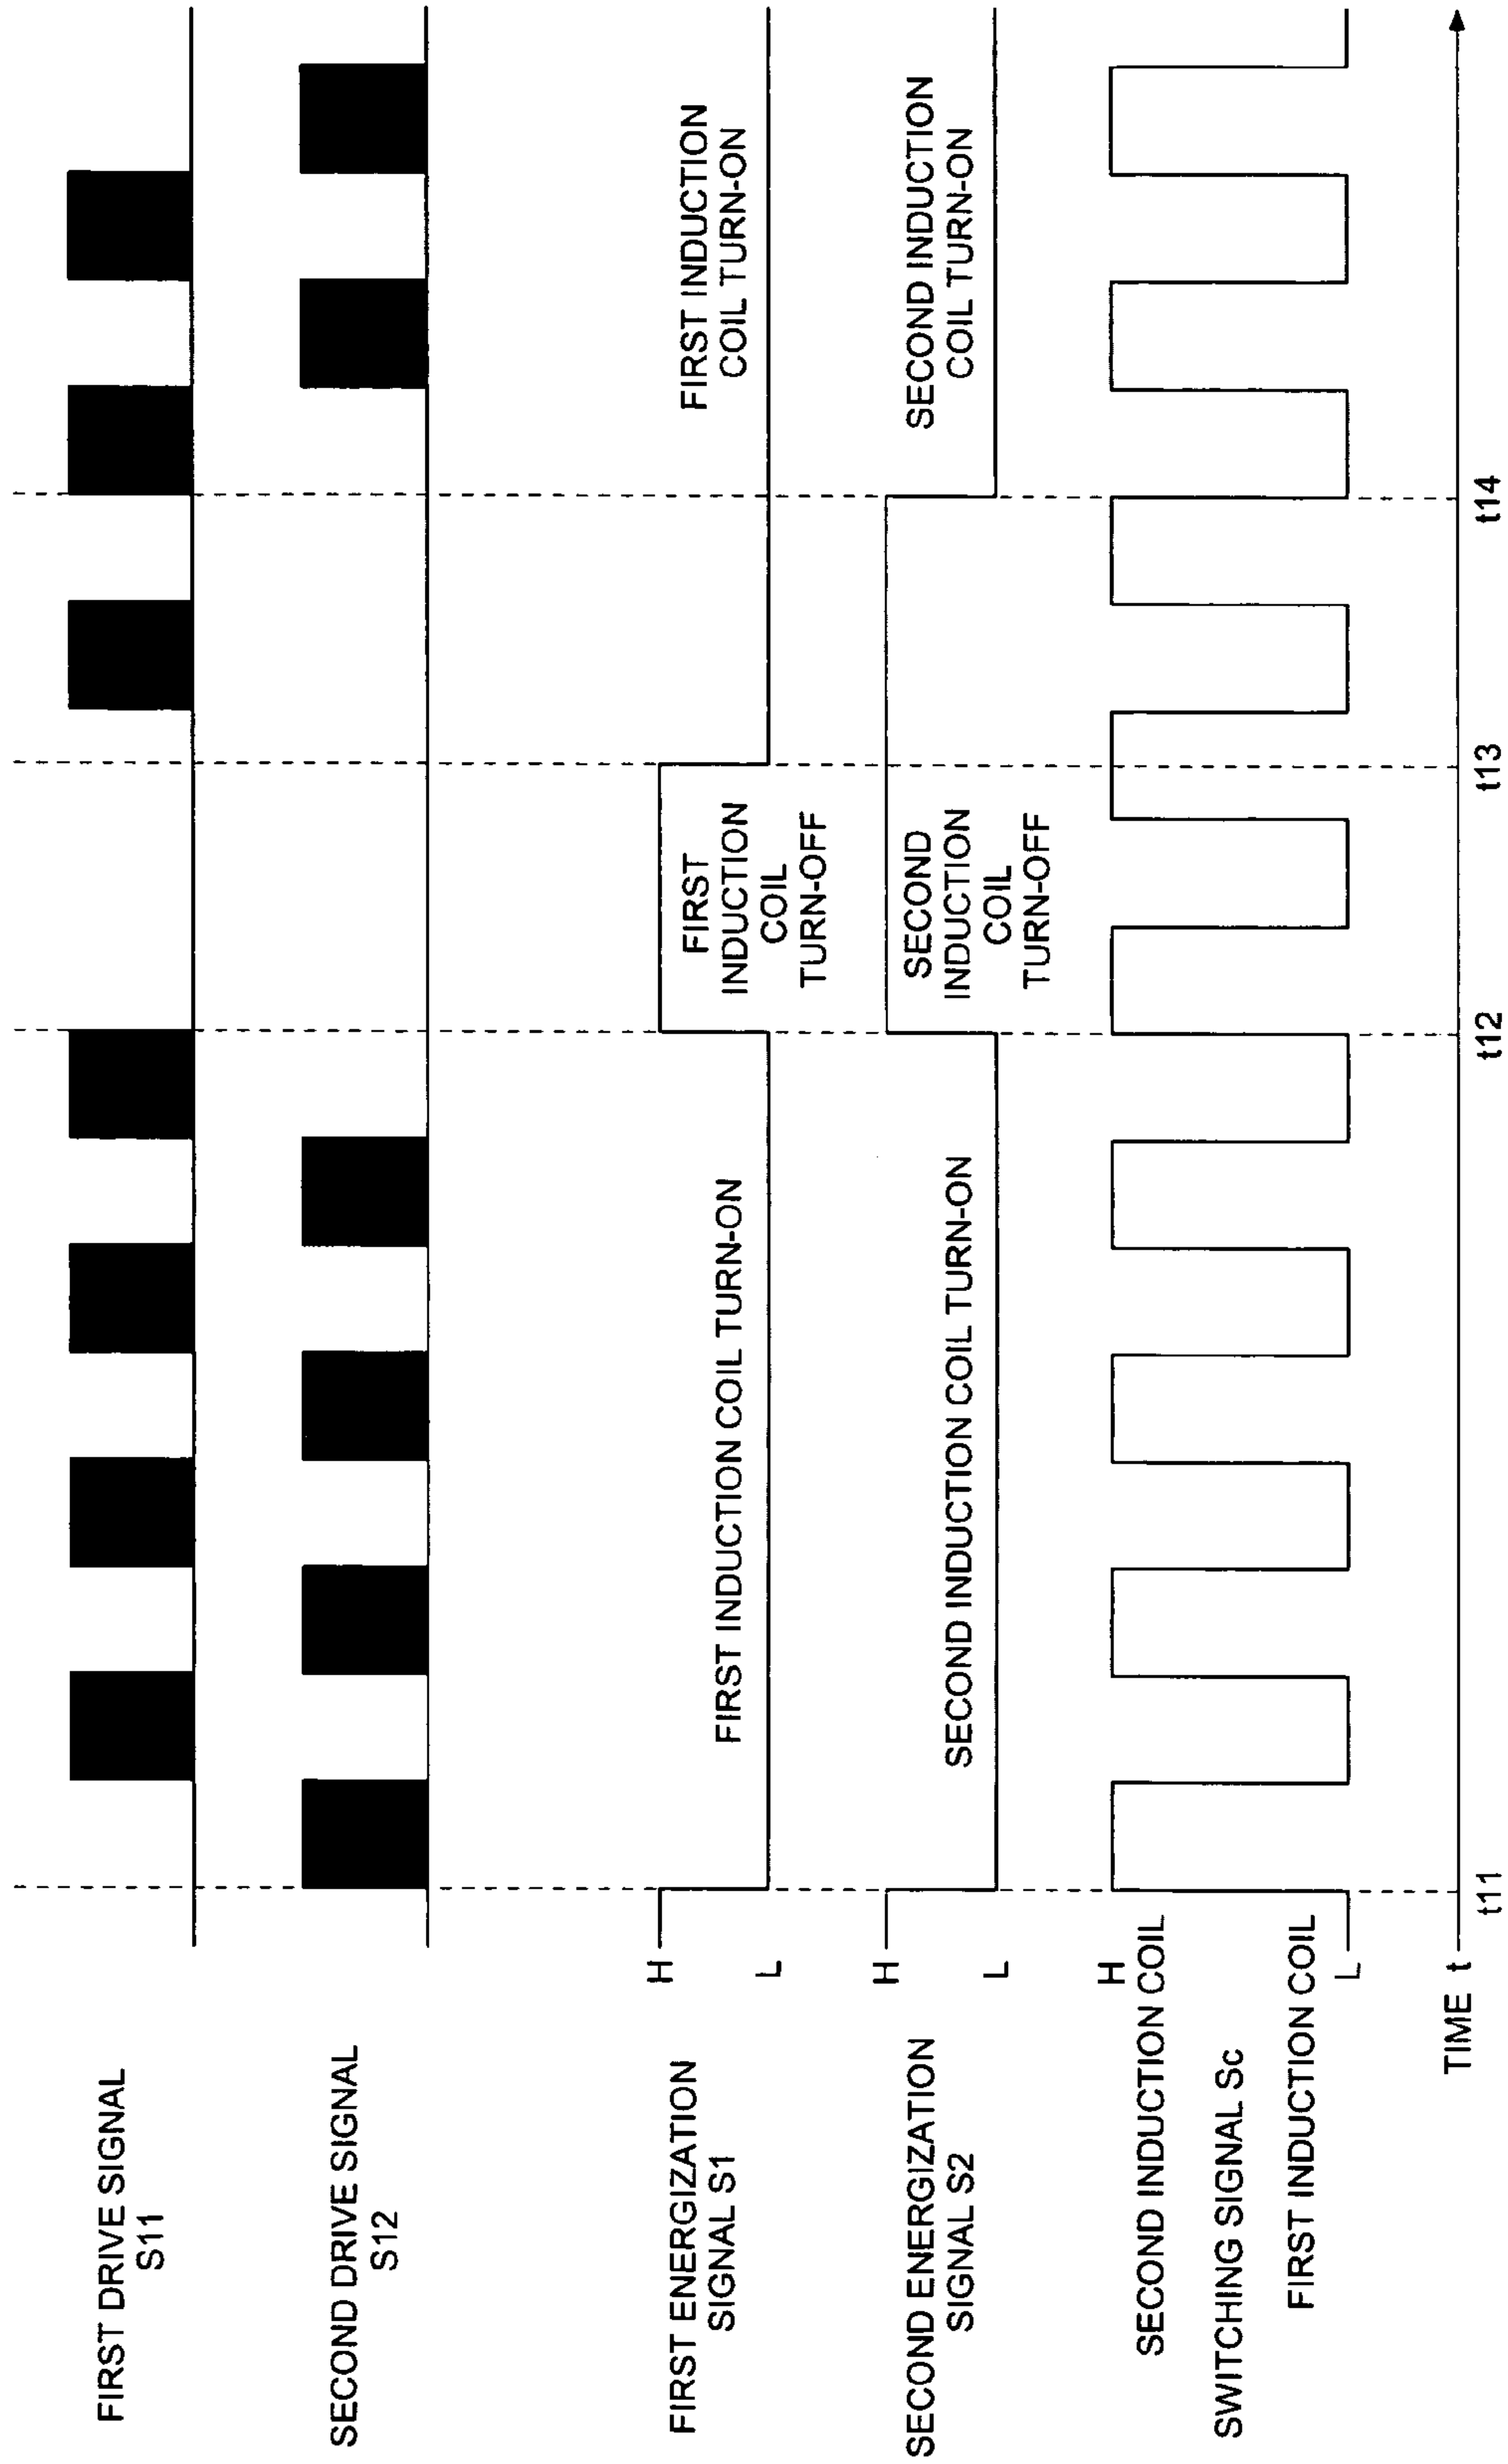 FIRST DRIVE SIGNAL
S11
SECOND DRIVE SIGNAL
S12
FIRST ENERGIZATION
SIGNAL S1
H
L
FIRST INDUCTION COIL TURN-ON
FIRST
INDUCTION
COIL
TURN-OFF
FIRST INDUCTION
COIL TURN-ON
SECOND ENERGIZATION
SIGNAL S2
H
L
SECOND INDUCTION COIL TURN-ON
SECOND
INDUCTION
COIL
TURN-OFF
SECOND INDUCTION
COIL TURN-ON
H
SECOND INDUCTION COIL
SWITCHING SIGNAL Sc
FIRST INDUCTION COIL
L
TIME t
t11
t12
t13
t14